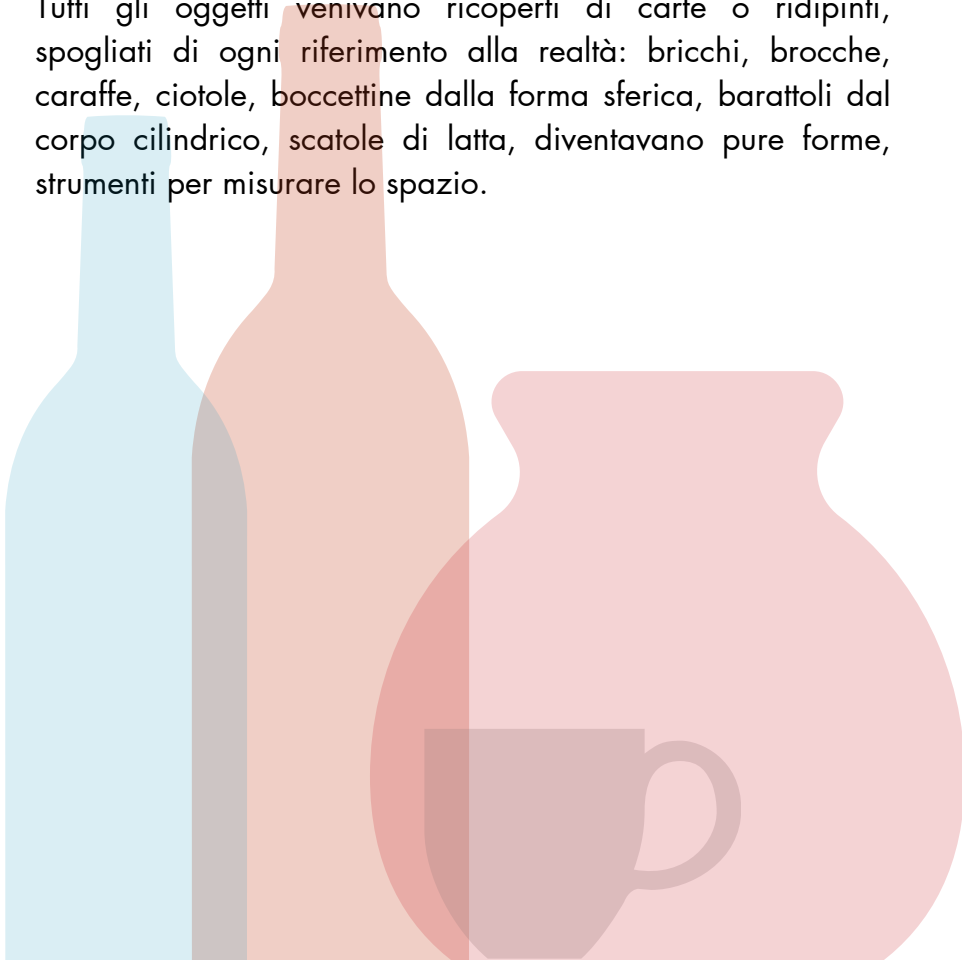 Tutti gli oggetti venivano ricoperti di carte o ridipinti,
spogliati di ogni riferimento alla realtà: bricchi, brocche,
caraffe, ciotole, boccettine dalla forma sferica, barattoli dal
corpo cilindrico, scatole di latta, diventavano pure forme,
strumenti per misurare lo spazio.